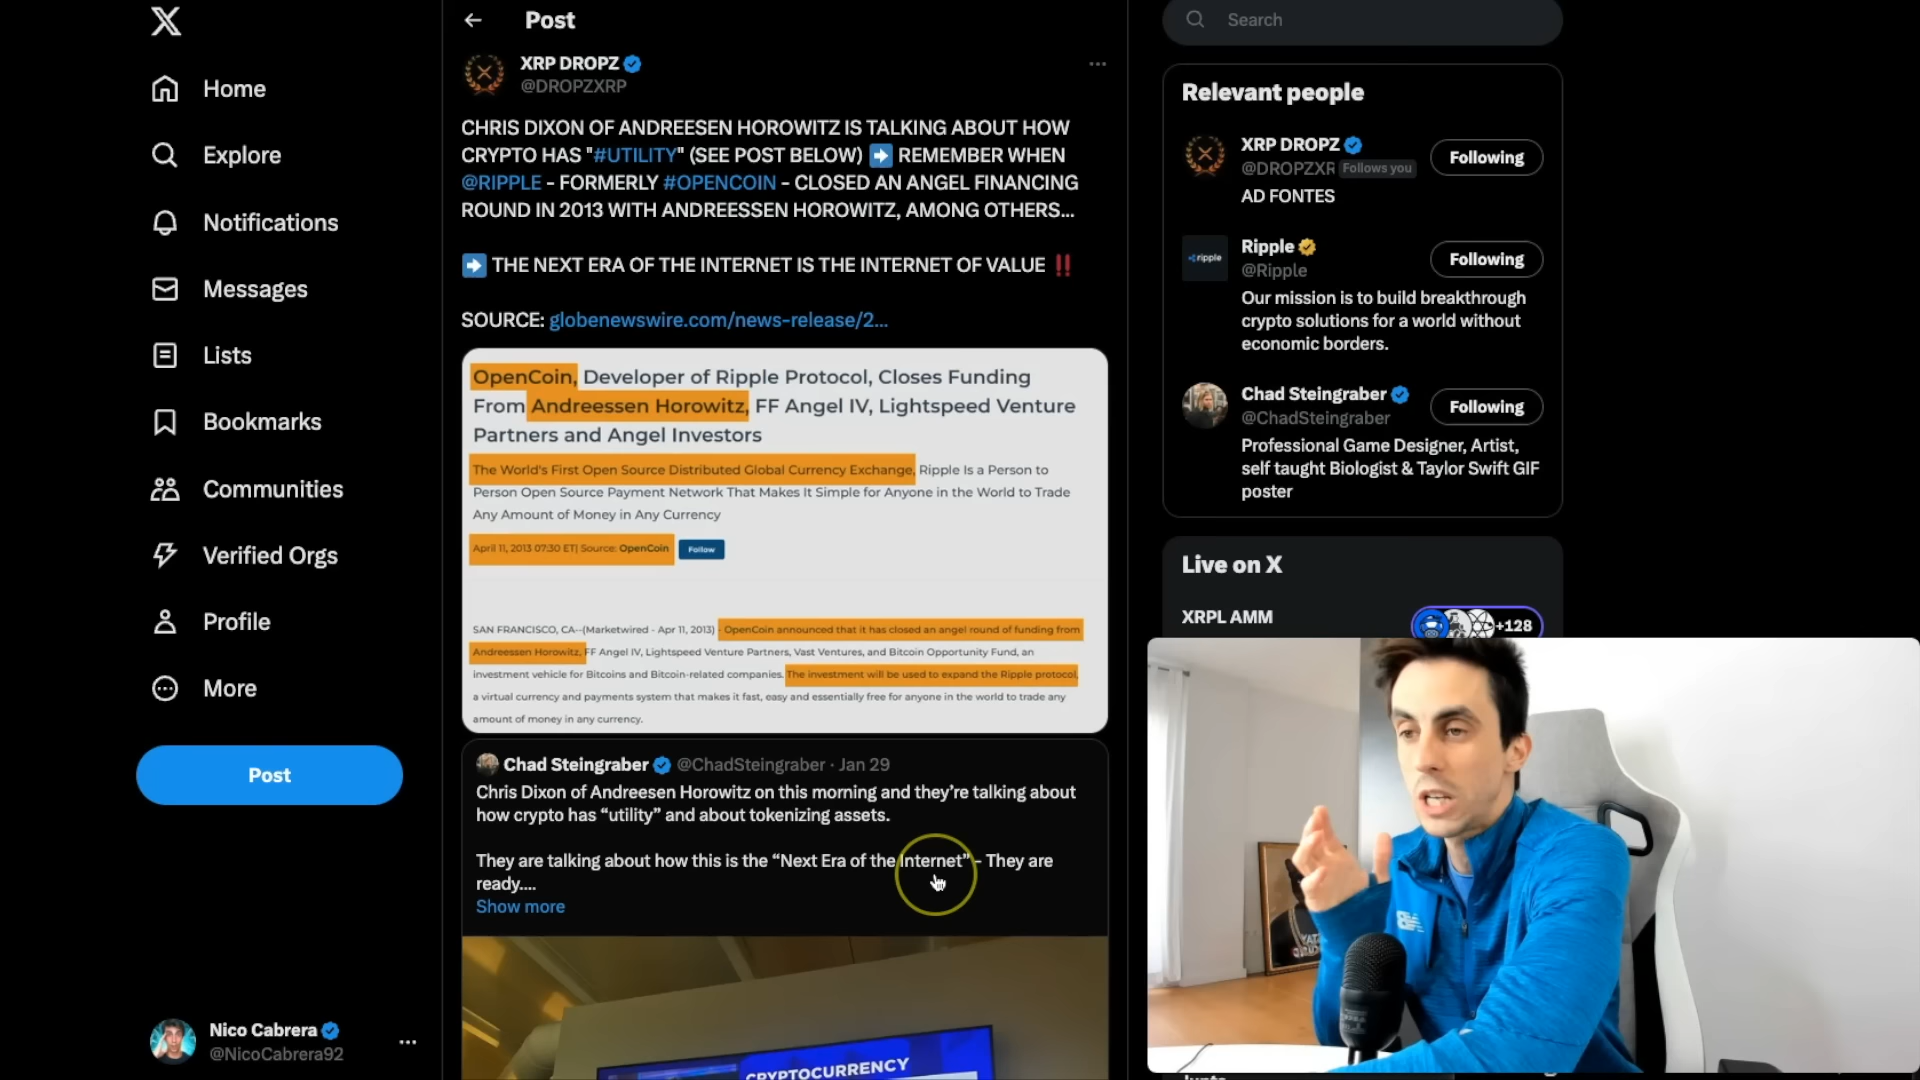 Home
Explore
Notifications
Messages
Lists
Bookmarks
Communities
Verified Orgs
Profile
More
Post
Nico Cabrera
@NicoCabrera92
Post
XRP DROPZ
@DROPZXRP
CHRIS DIXON OF ANDREESEN HOROWITZ IS TALKING ABOUT HOW
CRYPTO HAS "#UTILITY" (SEE POST BELOW) ➡️ REMEMBER WHEN
@RIPPLE - FORMERLY #OPENCOIN - CLOSED AN ANGEL FINANCING
ROUND IN 2013 WITH ANDREESSEN HOROWITZ, AMONG OTHERS...
➡️ THE NEXT ERA OF THE INTERNET IS THE INTERNET OF VALUE ‼️
SOURCE: globenewswire.com/news-release/2...
OpenCoin, Developer of Ripple Protocol, Closes Funding
From Andreessen Horowitz, FF Angel IV, Lightspeed Venture
Partners and Angel Investors
The World's First Open Source Distributed Global Currency Exchange, Ripple Is a Person to
Person Open Source Payment Network That Makes It Simple for Anyone in the World to Trade
Any Amount of Money in Any Currency
April 11, 2013 07:30 ET| Source: OpenCoin
Follow
SAN FRANCISCO, CA--(Marketwired - Apr 11, 2013) - OpenCoin announced that it has closed an angel round of funding from
Andreessen Horowitz, FF Angel IV, Lightspeed Venture Partners, Vast Ventures, and Bitcoin Opportunity Fund, an
investment vehicle for Bitcoins and Bitcoin-related companies. The investment will be used to expand the Ripple protocol,
a virtual currency and payments system that makes it fast, easy and essentially free for anyone in the world to trade any
amount of money in any currency.
Chad Steingraber @ChadSteingraber · Jan 29
Chris Dixon of Andreesen Horowitz on this morning and they're talking about
how crypto has “utility” and about tokenizing assets.
They are talking about how this is the “Next Era of the Internet” - They are
ready....
Show more
CRYPTOCURRENCY
Search
Relevant people
XRP DROPZ
@DROPZXR Follows you
Following
AD FONTES
ripple
Ripple
@Ripple
Following
Our mission is to build breakthrough
crypto solutions for a world without
economic borders.
Chad Steingraber
@ChadSteingraber
Following
Professional Game Designer, Artist,
self taught Biologist & Taylor Swift GIF
poster
Live on X
XRPL AMM
+128